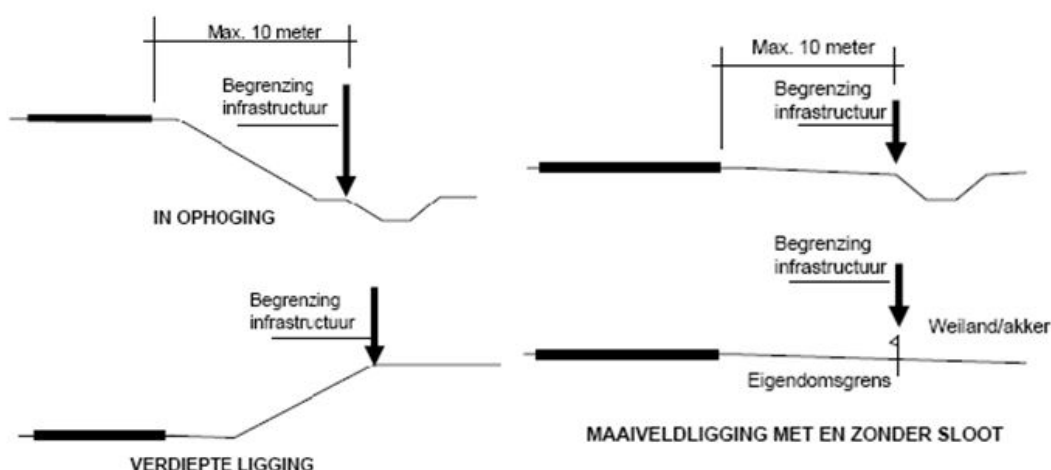 Max. 10 meter
Begrenzing
infrastructuur
IN OPHOGING
Begrenzing
infrastructuur
VERDIEPTE LIGGING
Max. 10 meter
Begrenzing
infrastructuur
Begrenzing
infrastructuur
Weiland/akker
Eigendomsgrens
MAAIVELDLIGGING MET EN ZONDER SLOOT